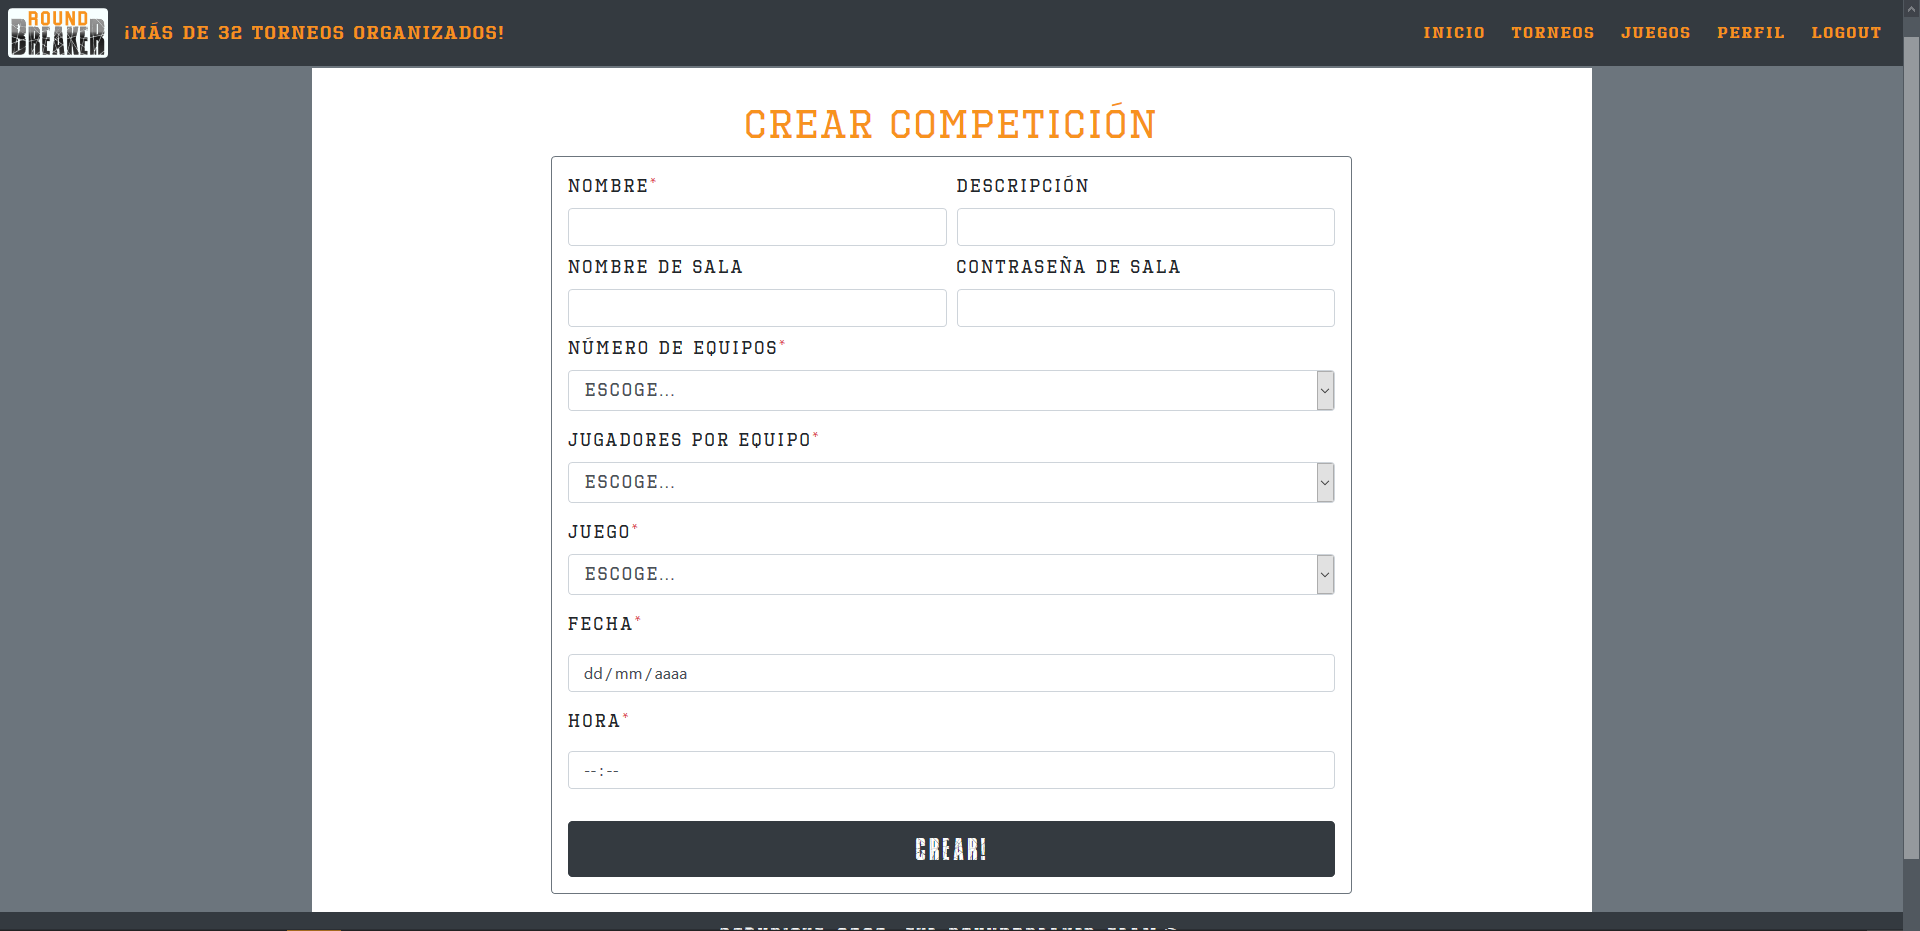 ROUND
BREAKER
¡MÁS DE 32 TORNEOS ORGANIZADOS!
INICIO TORNEOS JUEGOS PERFIL LOGOUT
CREAR COMPETICIÓN
NOMBRE* DESCRIPCIÓN
NOMBRE DE SALA CONTRASEÑA DE SALA
NÚMERO DE EQUIPOS*
ESCOGE...
JUGADORES POR EQUIPO*
ESCOGE...
JUEGO*
ESCOGE...
FECHA*
dd/mm/aaaa
HORA*
--:--
CREAR!